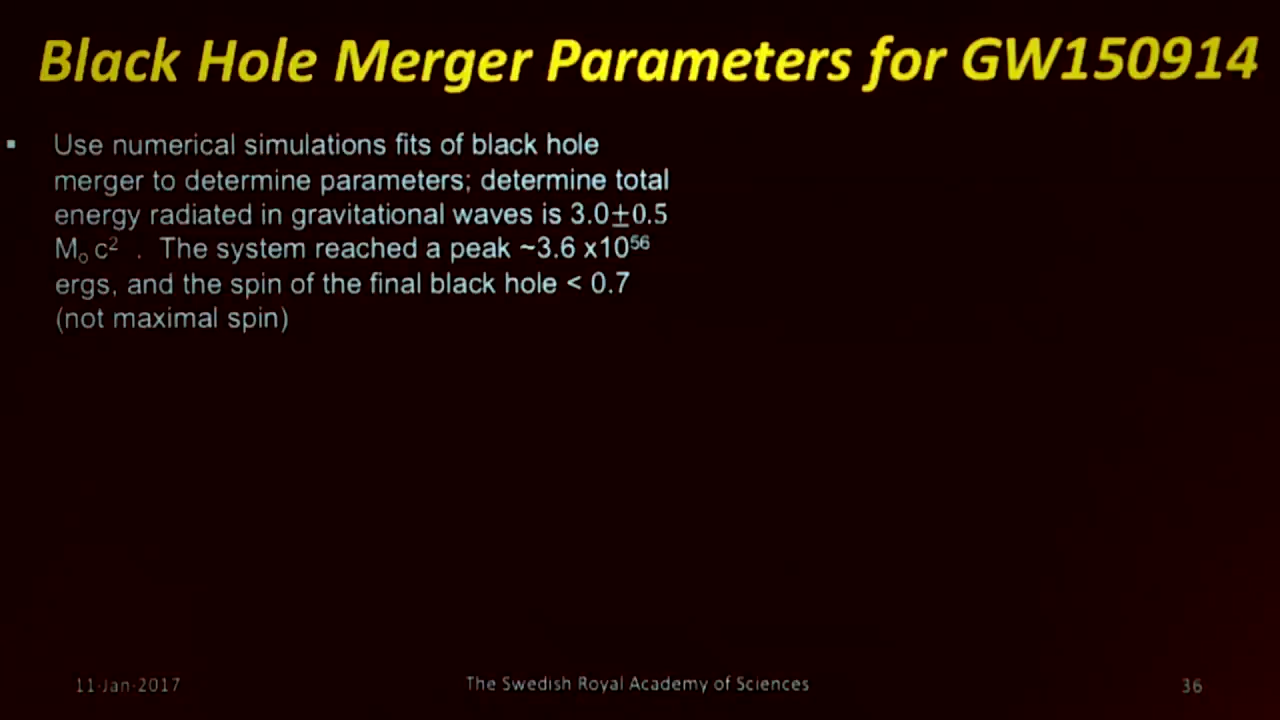 Black Hole Merger Parameters for GW150914
▪ Use numerical simulations fits of black hole
merger to determine parameters; determine total
energy radiated in gravitational waves is 3.0±0.5
M₀ c² . The system reached a peak ~3.6 x10⁵⁶
ergs, and the spin of the final black hole < 0.7
(not maximal spin)
11-Jan-2017
The Swedish Royal Academy of Sciences
36